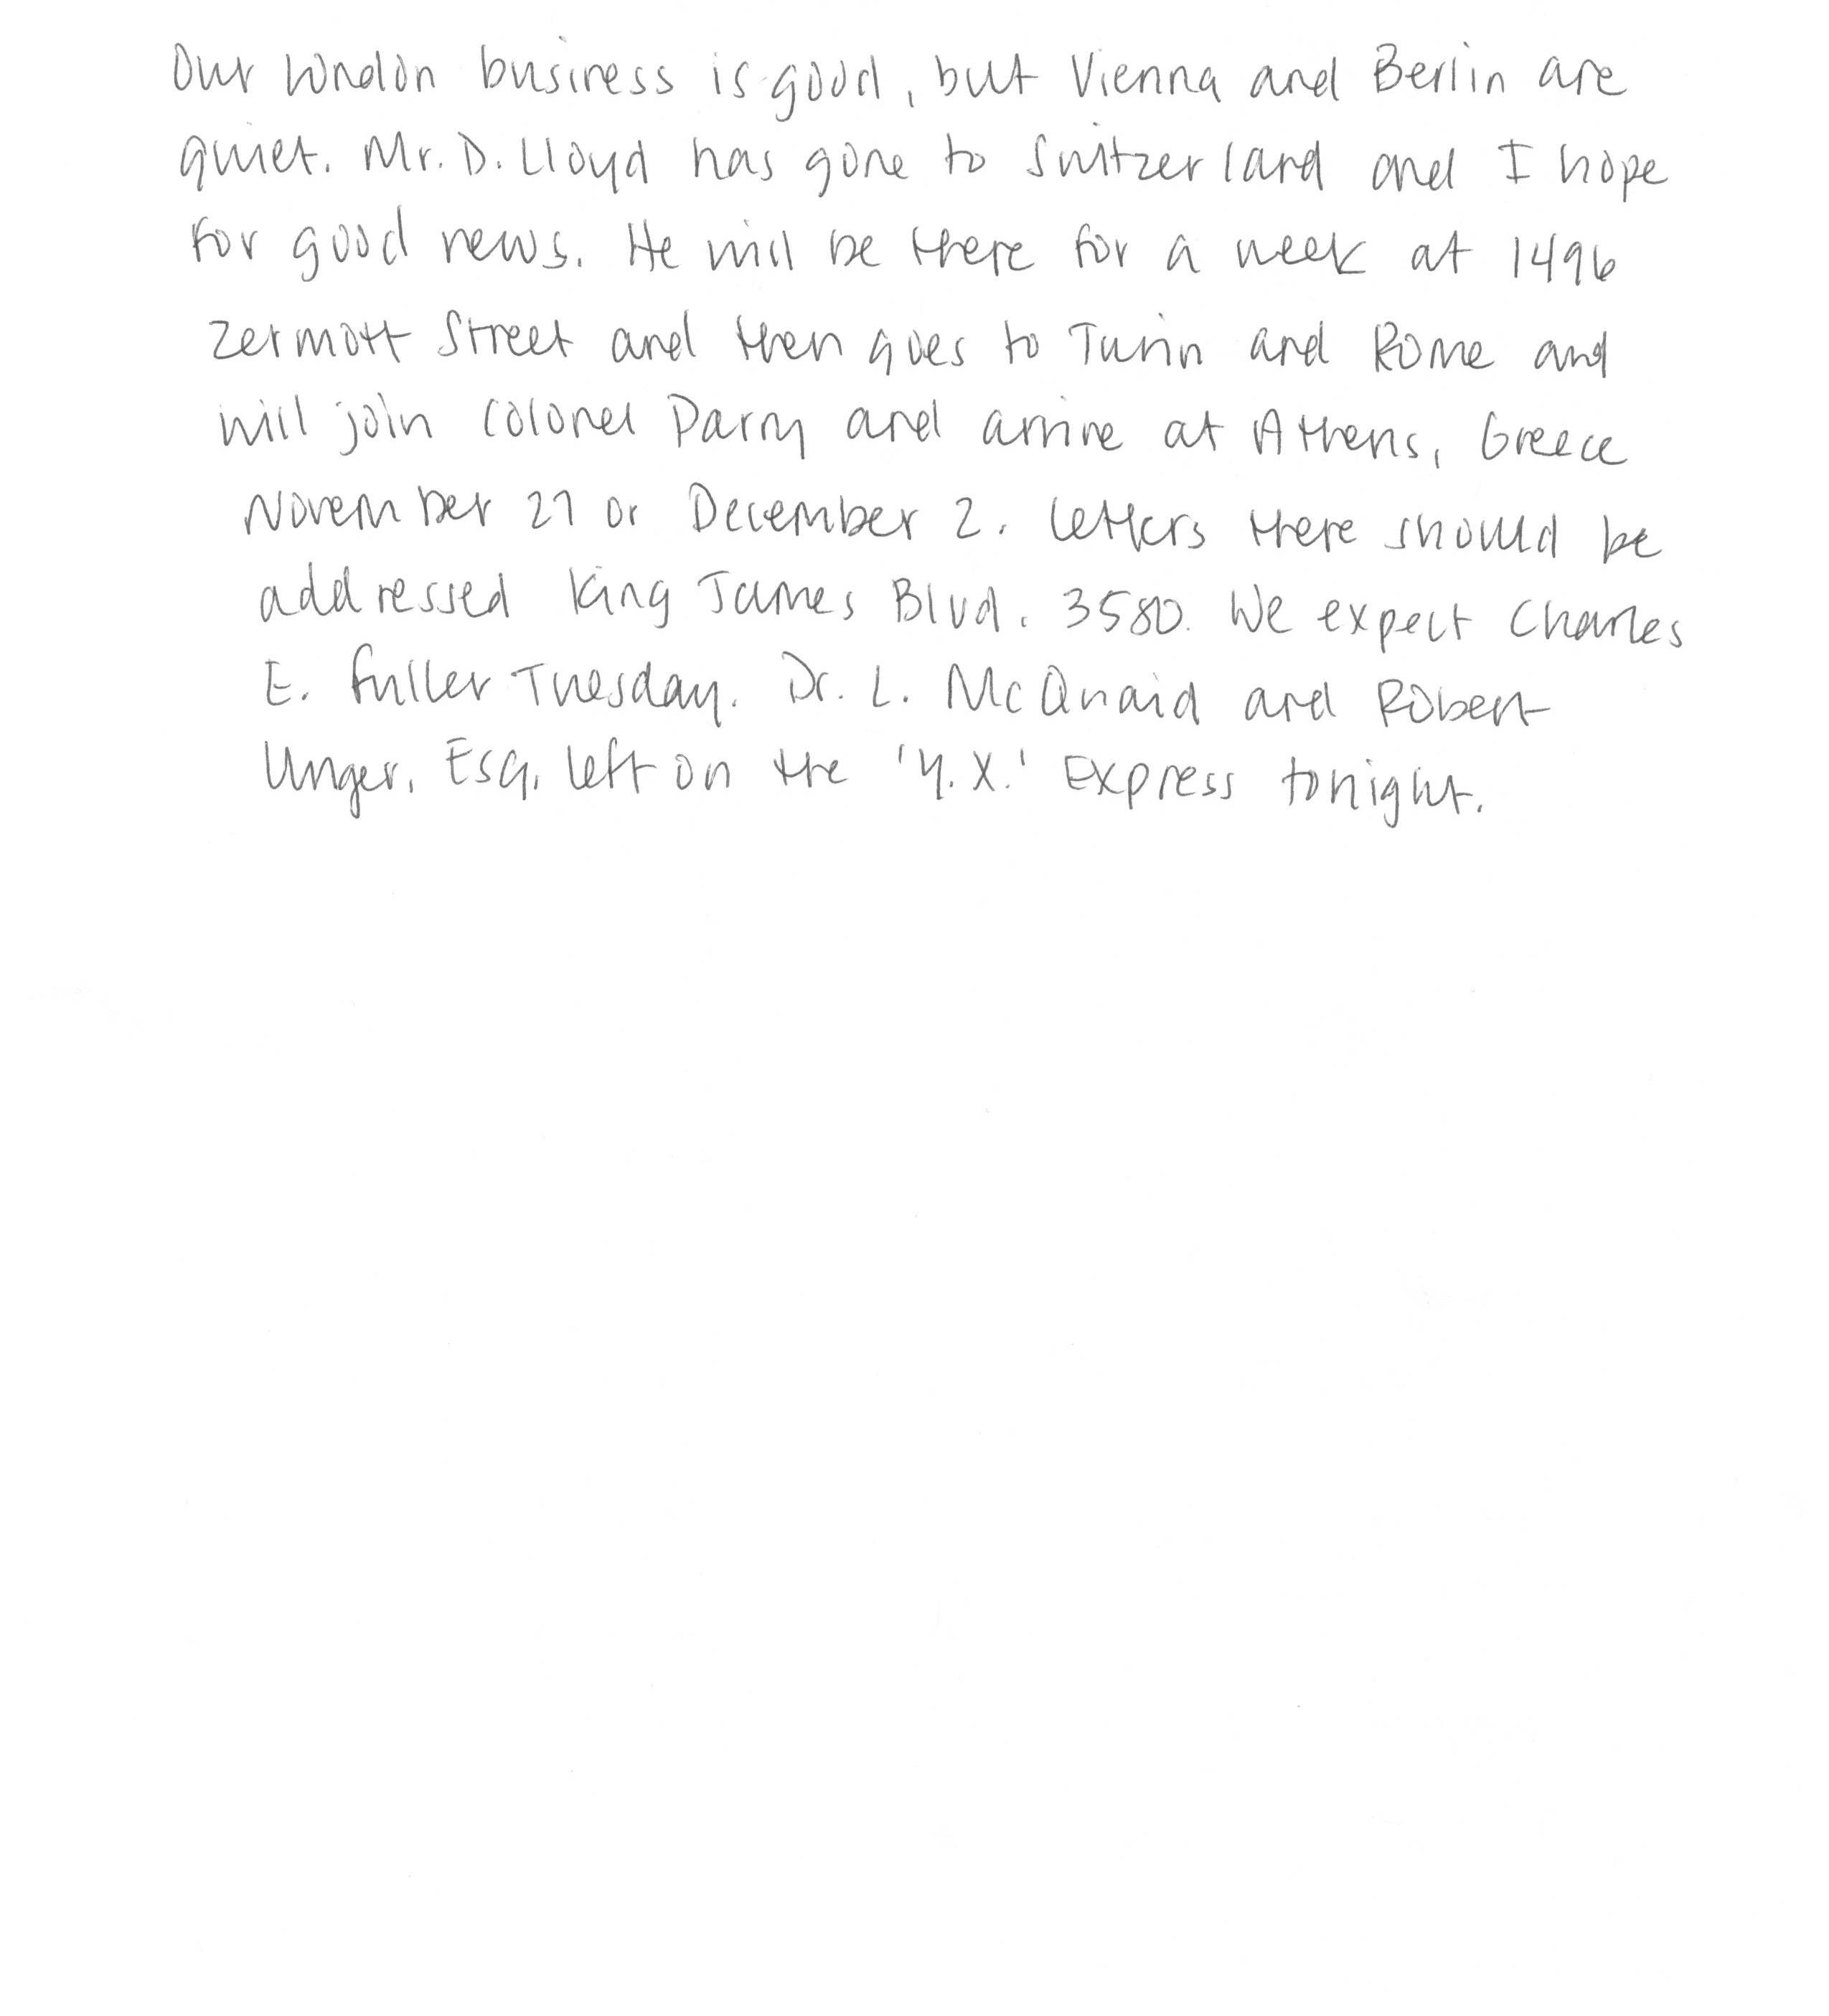 Our London business is good, but Vienna and Berlin are
quiet. Mr. D. Lloyd has gone to Switzerland and I hope
for good news. He will be there for a week at 1496
Zermott Street and then goes to Turin and Rome and
will join Colonel Parry and arrive at Athens, Greece
November 27 or December 2. Letters there should be
addressed King James Blvd. 3580. We expect Charles
E. Fuller Tuesday. Dr. L. McQuaid and Robert
Unger, Esq. left on the 'Y.X.' Express tonight.